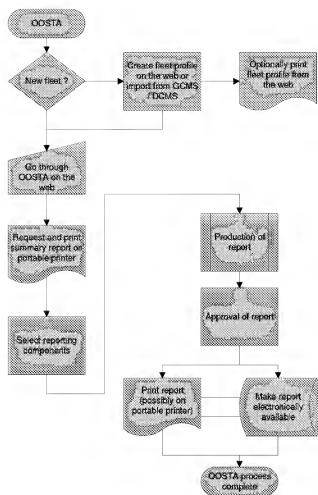 OOSTA
New fleet ?
Create fleet profile
on the web or
import from GCMS
/DCMS
Optionally print
fleet profile from
the web
Go through
OOSTA on the
web
Request and print
summary report on
portable printer
Select reporting
components
Production of
report
Approval of report
Print report
(possibly on
portable printer)
Make report
electronically
available
OOSTA process
complete